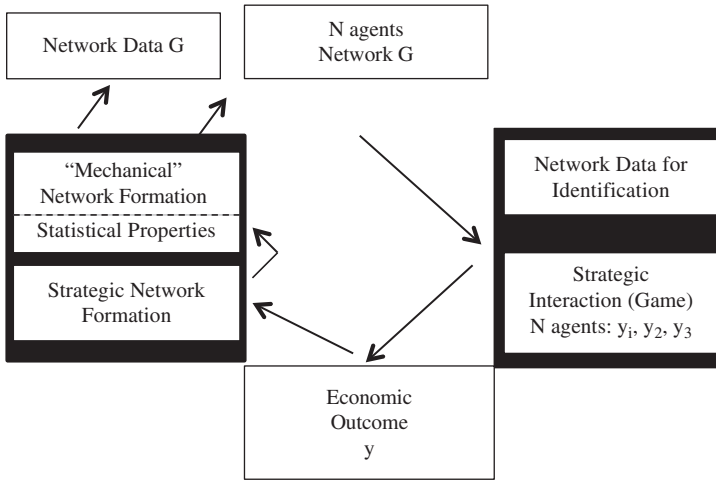 Network Data G
N agents
Network G
“Mechanical”
Network Formation
Statistical Properties
Strategic Network
Formation
Network Data for
Identification
Strategic
Interaction (Game)
N agents: yᵢ, y₂, y₃
Economic
Outcome
y